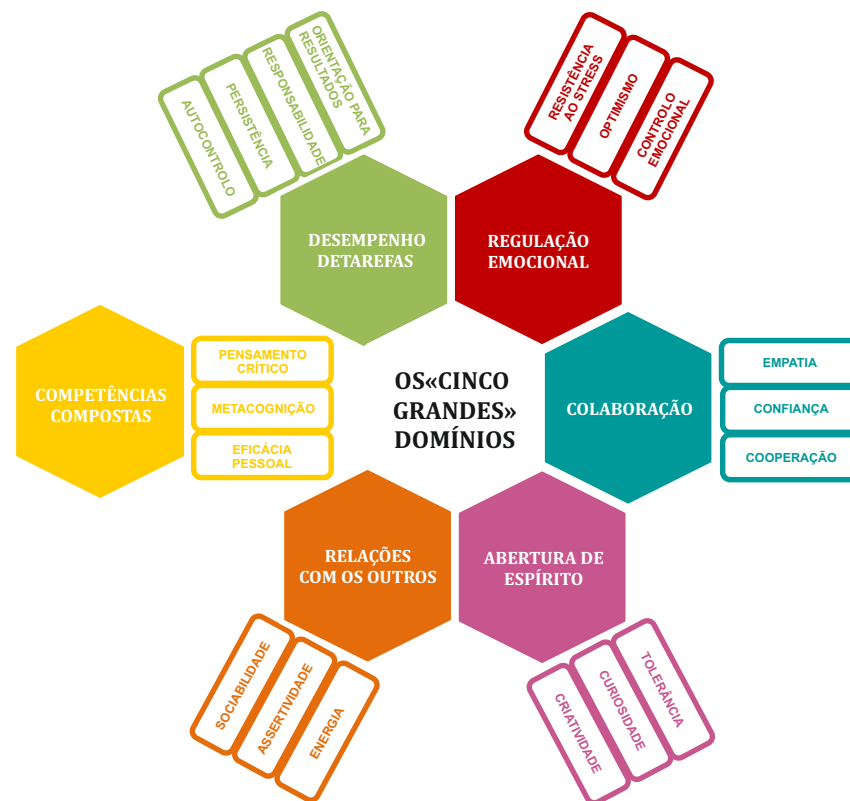 AUTOCONTROLO
PERSISTÊNCIA
RESPONSABILIDADE
ORIENTAÇÃO PARA
RESULTADOS
DESEMPENHO
DETAREFAS
RESISTÊNCIA
AO STRESS
OPTIMISMO
CONTROLO
EMOCIONAL
REGULAÇÃO
EMOCIONAL
COMPETÊNCIAS
COMPOSTAS
PENSAMENTO
CRÍTICO
METACOGNIÇÃO
EFICÁCIA
PESSOAL
OS«CINCO
GRANDES»
DOMÍNIOS
COLABORAÇÃO
EMPATIA
CONFIANÇA
COOPERAÇÃO
RELAÇÕES
COM OS OUTROS
SOCIABILIDADE
ASSERTIVIDADE
ENERGIA
ABERTURA DE
ESPÍRITO
CRIATIVIDADE
CURIOSIDADE
TOLERÂNCIA